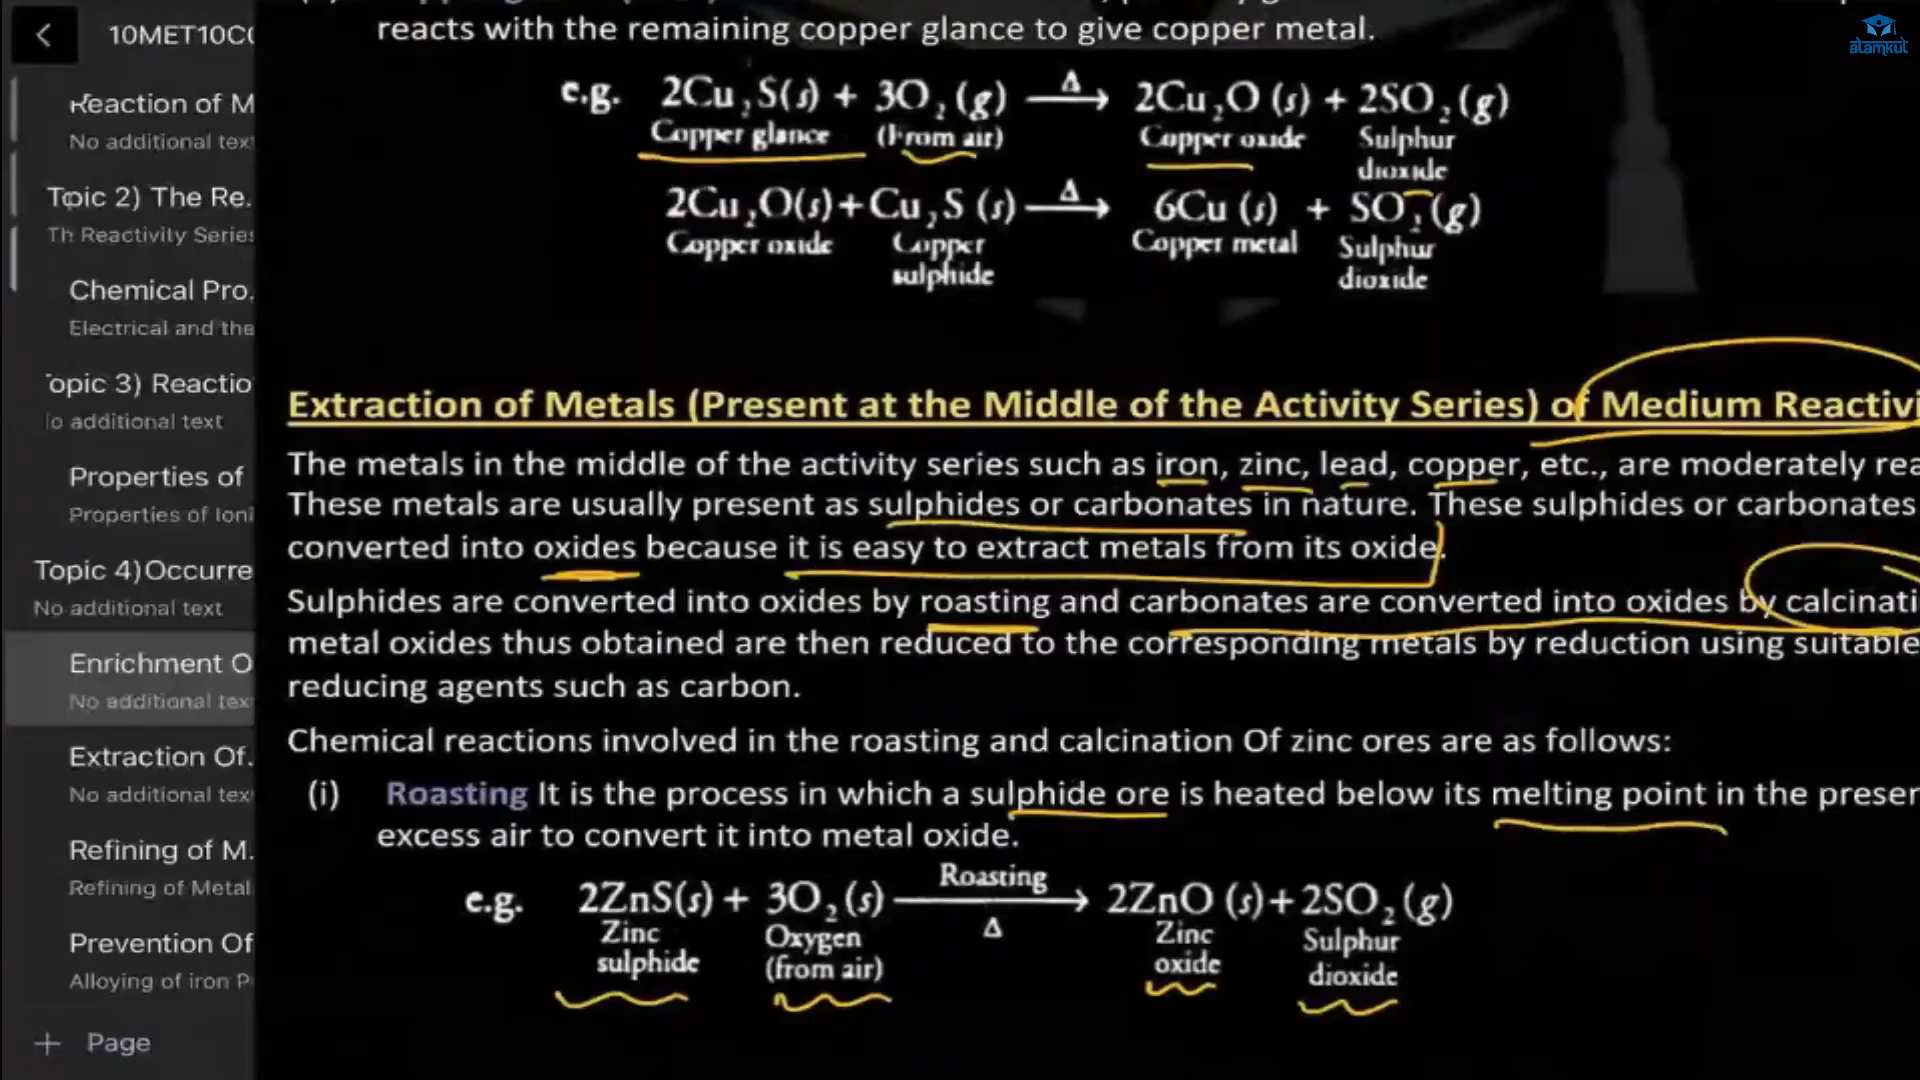 10MET10C
Reaction of M
No additional tex
Topic 2) The Re.
Th Reactivity Series
Chemical Pro.
Electrical and the
opic 3) Reactio
o additional text
Properties of
Properties of Ioni
Topic 4)Occurre
No additional text
Enrichment O
No additional tex
Extraction Of.
No additional tex
Refining of M.
Refining of Metal
Prevention Of
Alloying of iron P
+ Page
alamkul
reacts with the remaining copper glance to give copper metal.
e.g. 2Cu₂S(s) + 3O₂(g) —Δ→ 2Cu₂O (s) + 2SO₂(g)
Copper glance (From air) Copper oxide Sulphur dioxide
2Cu₂O(s)+Cu₂S (s) —Δ→ 6Cu (s) + SO₂(g)
Copper oxide Copper sulphide Copper metal Sulphur dioxide
Extraction of Metals (Present at the Middle of the Activity Series) of Medium Reactivi
The metals in the middle of the activity series such as iron, zinc, lead, copper, etc., are moderately rea
These metals are usually present as sulphides or carbonates in nature. These sulphides or carbonates
converted into oxides because it is easy to extract metals from its oxide.
Sulphides are converted into oxides by roasting and carbonates are converted into oxides by calcinati
metal oxides thus obtained are then reduced to the corresponding metals by reduction using suitable
reducing agents such as carbon.
Chemical reactions involved in the roasting and calcination Of zinc ores are as follows:
(i) Roasting It is the process in which a sulphide ore is heated below its melting point in the presen
excess air to convert it into metal oxide.
e.g. 2ZnS(s) + 3O₂(s) —Roasting Δ→ 2ZnO (s)+2SO₂(g)
Zinc sulphide Oxygen (from air) Zinc oxide Sulphur dioxide